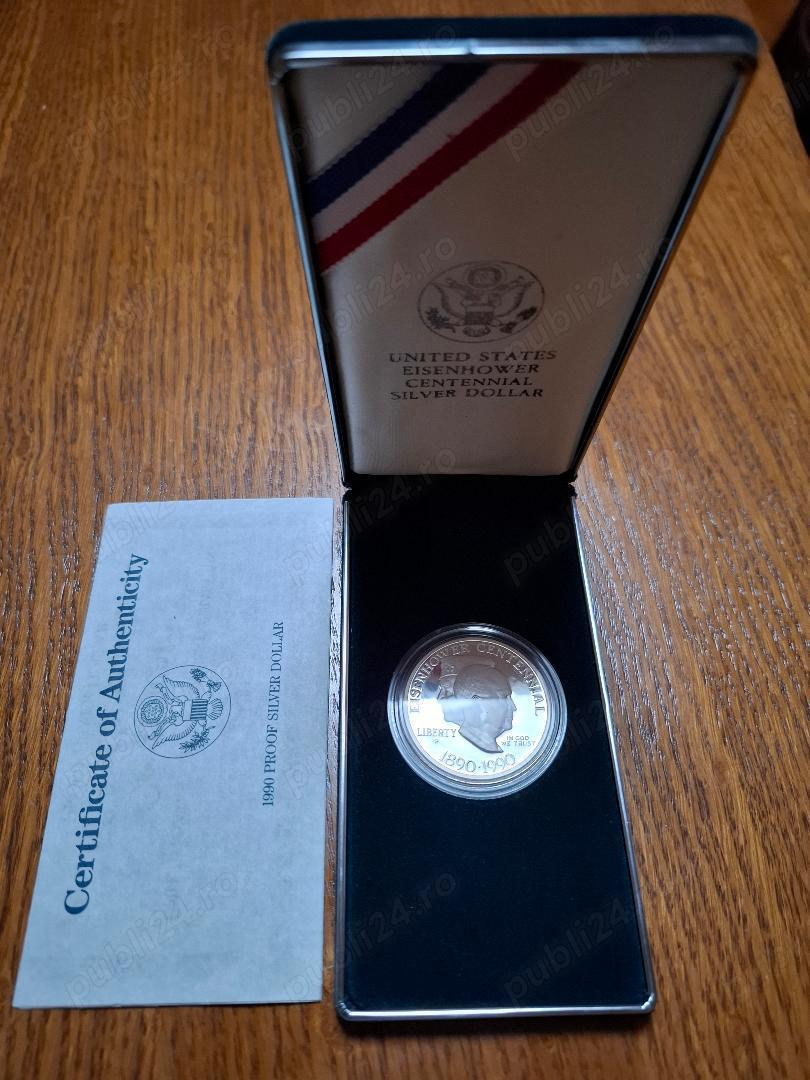 UNITED STATES
EISENHOWER
CENTENNIAL
SILVER DOLLAR
Certificate of Authenticity
1990 PROOF SILVER DOLLAR
EISENHOWER CENTENNIAL
LIBERTY
IN GOD
WE TRUST
1890·1990
publi24.ro